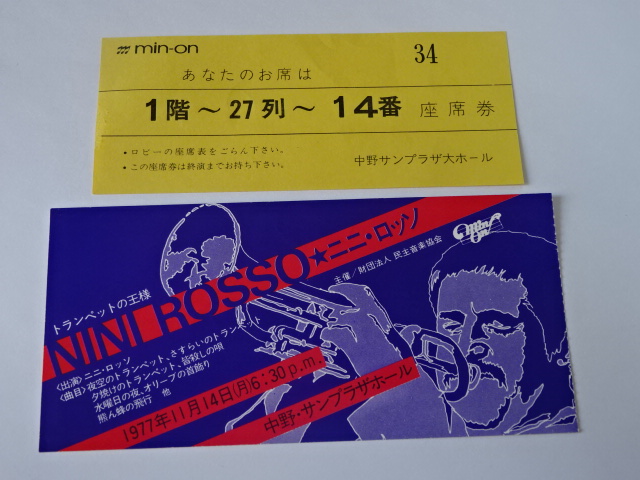 min-on
34
あなたのお席は
1階～27列～14番 座席券
・ロビーの座席表をごらん下さい。
・この座席券は終演までお持ち下さい。
中野サンプラザ大ホール
Min On
主催/財団法人 民主音楽協会
トランペットの王様
NINI ROSSO★ニニ・ロッソ
〈出演〉ニニ・ロッソ
〈曲目〉夜空のトランペット、さすらいのトランペット
夕焼けのトランペット、皆殺しの唄
水曜日の夜、オリーブの首飾り
熊ん蜂の飛行 他
1977年11月14日(月)6:30p.m.
中野・サンプラザホール